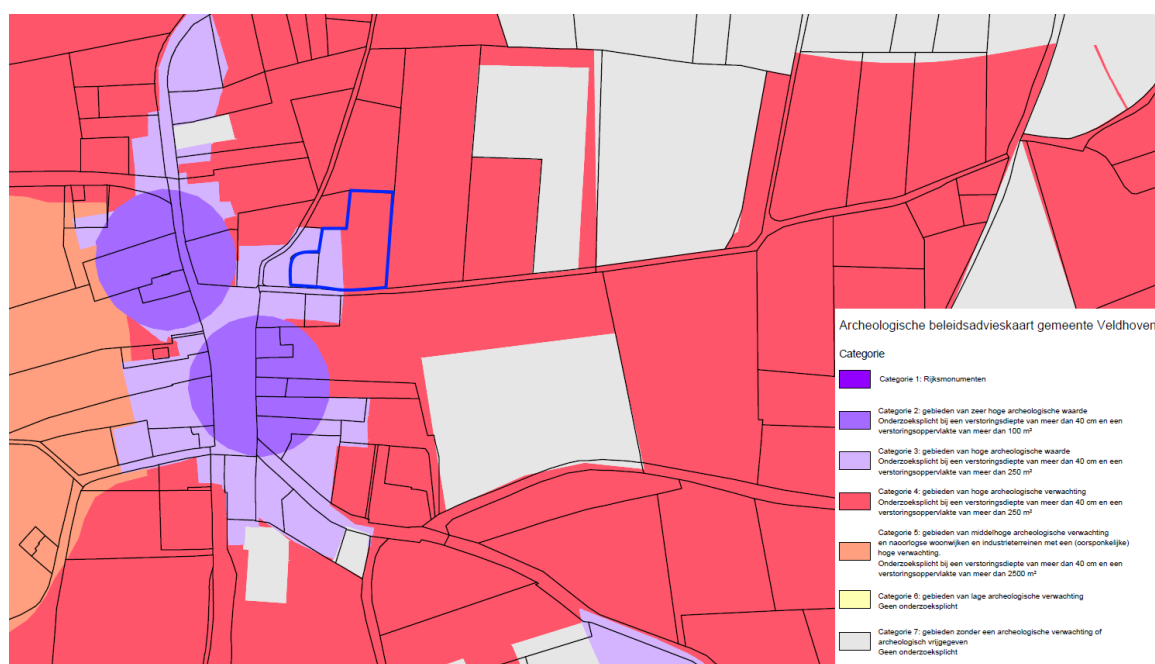 Archeologische beleidsadvieskaart gemeente Veldhoven
Categorie
Categorie 1: Rijksmonumenten
Categorie 2: gebieden van zeer hoge archeologische waarde
Onderzoeksplicht bij een verstoringsdiepte van meer dan 40 cm en een
verstoringsoppervlakte van meer dan 100 m²
Categorie 3: gebieden van hoge archeologische waarde
Onderzoeksplicht bij een verstoringsdiepte van meer dan 40 cm en een
verstoringsoppervlakte van meer dan 250 m²
Categorie 4: gebieden van hoge archeologische verwachting
Onderzoeksplicht bij een verstoringsdiepte van meer dan 40 cm en een
verstoringsoppervlakte van meer dan 250 m²
Categorie 5: gebieden van middelhoge archeologische verwachting
en naoorlogse woonwijken en industrieterreinen met een (oorsponkelijke)
hoge verwachting.
Onderzoeksplicht bij een verstoringsdiepte van meer dan 40 cm en een
verstoringsoppervlakte van meer dan 2500 m²
Categorie 6: gebieden van lage archeologische verwachting
Geen onderzoeksplicht
Categorie 7: gebieden zonder een archeologische verwachting of
archeologisch vrijgegeven
Geen onderzoeksplicht